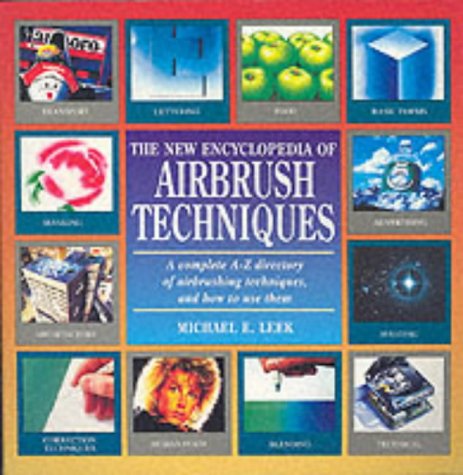 TRANSPORT
LETTERING
FOOD
BASIC FORMS
THE NEW ENCYCLOPEDIA OF
AIRBRUSH
TECHNIQUES
A complete A-Z directory
of airbrushing techniques,
and how to use them
MICHAEL E. LEEK
MASKING
ADVERTISING
ARCHITECTURE
CORRECTION
TECHNIQUES
HUMAN FORM
BLENDING
TECHNICAL